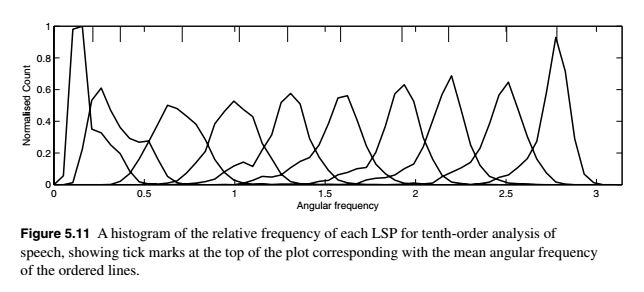 1
0.8
0.6
0.4
0.2
0
Normalised Count
0 0.5 1 1.5 2 2.5 3
Angular frequency
Figure 5.11 A histogram of the relative frequency of each LSP for tenth-order analysis of
speech, showing tick marks at the top of the plot corresponding with the mean angular frequency
of the ordered lines.